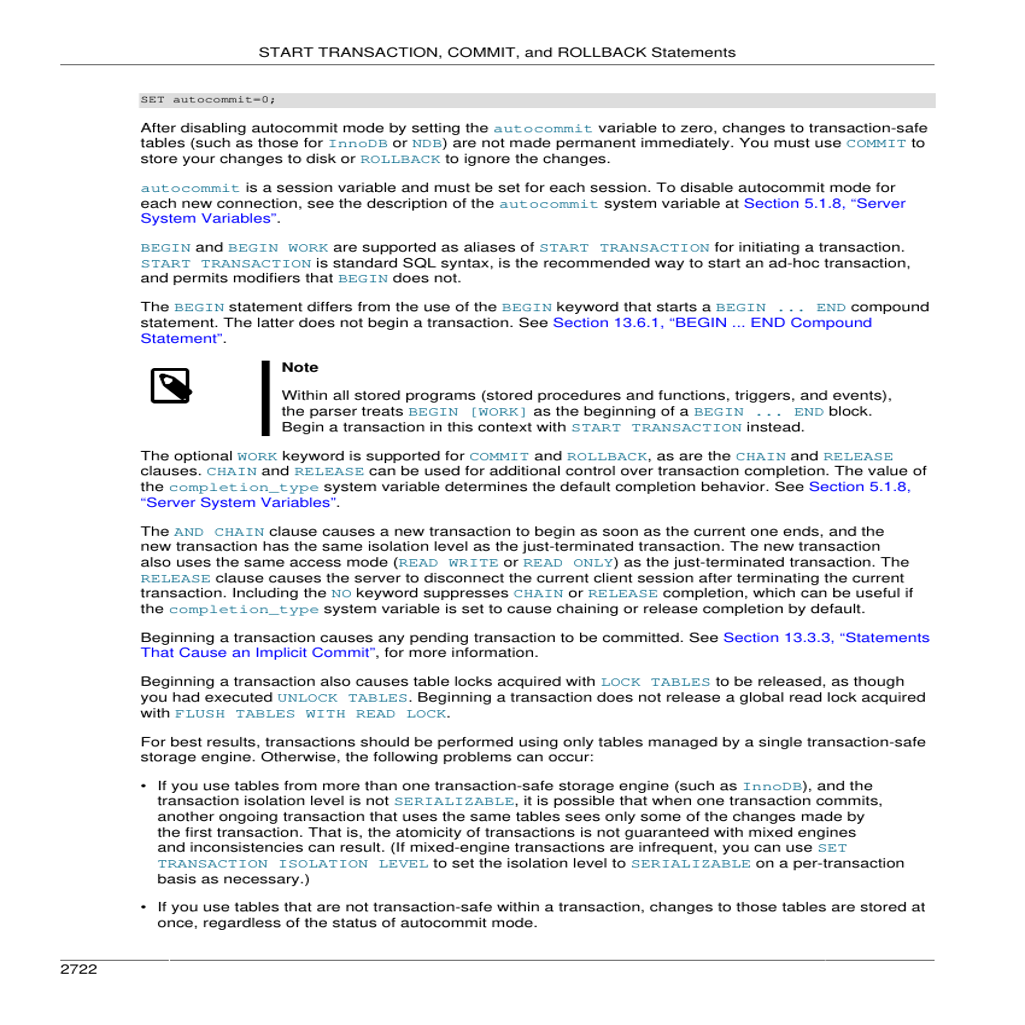 START TRANSACTION, COMMIT, and ROLLBACK Statements
SET autocommit=0;
After disabling autocommit mode by setting the autocommit variable to zero, changes to transaction-safe
tables (such as those for InnoDB or NDB) are not made permanent immediately. You must use COMMIT to
store your changes to disk or ROLLBACK to ignore the changes.
autocommit is a session variable and must be set for each session. To disable autocommit mode for
each new connection, see the description of the autocommit system variable at Section 5.1.8, “Server
System Variables”.
BEGIN and BEGIN WORK are supported as aliases of START TRANSACTION for initiating a transaction.
START TRANSACTION is standard SQL syntax, is the recommended way to start an ad-hoc transaction,
and permits modifiers that BEGIN does not.
The BEGIN statement differs from the use of the BEGIN keyword that starts a BEGIN ... END compound
statement. The latter does not begin a transaction. See Section 13.6.1, “BEGIN ... END Compound
Statement”.
Note
Within all stored programs (stored procedures and functions, triggers, and events),
the parser treats BEGIN [WORK] as the beginning of a BEGIN ... END block.
Begin a transaction in this context with START TRANSACTION instead.
The optional WORK keyword is supported for COMMIT and ROLLBACK, as are the CHAIN and RELEASE
clauses. CHAIN and RELEASE can be used for additional control over transaction completion. The value of
the completion_type system variable determines the default completion behavior. See Section 5.1.8,
“Server System Variables”.
The AND CHAIN clause causes a new transaction to begin as soon as the current one ends, and the
new transaction has the same isolation level as the just-terminated transaction. The new transaction
also uses the same access mode (READ WRITE or READ ONLY) as the just-terminated transaction. The
RELEASE clause causes the server to disconnect the current client session after terminating the current
transaction. Including the NO keyword suppresses CHAIN or RELEASE completion, which can be useful if
the completion_type system variable is set to cause chaining or release completion by default.
Beginning a transaction causes any pending transaction to be committed. See Section 13.3.3, “Statements
That Cause an Implicit Commit”, for more information.
Beginning a transaction also causes table locks acquired with LOCK TABLES to be released, as though
you had executed UNLOCK TABLES. Beginning a transaction does not release a global read lock acquired
with FLUSH TABLES WITH READ LOCK.
For best results, transactions should be performed using only tables managed by a single transaction-safe
storage engine. Otherwise, the following problems can occur:
• If you use tables from more than one transaction-safe storage engine (such as InnoDB), and the
transaction isolation level is not SERIALIZABLE, it is possible that when one transaction commits,
another ongoing transaction that uses the same tables sees only some of the changes made by
the first transaction. That is, the atomicity of transactions is not guaranteed with mixed engines
and inconsistencies can result. (If mixed-engine transactions are infrequent, you can use SET
TRANSACTION ISOLATION LEVEL to set the isolation level to SERIALIZABLE on a per-transaction
basis as necessary.)
• If you use tables that are not transaction-safe within a transaction, changes to those tables are stored at
once, regardless of the status of autocommit mode.
2722